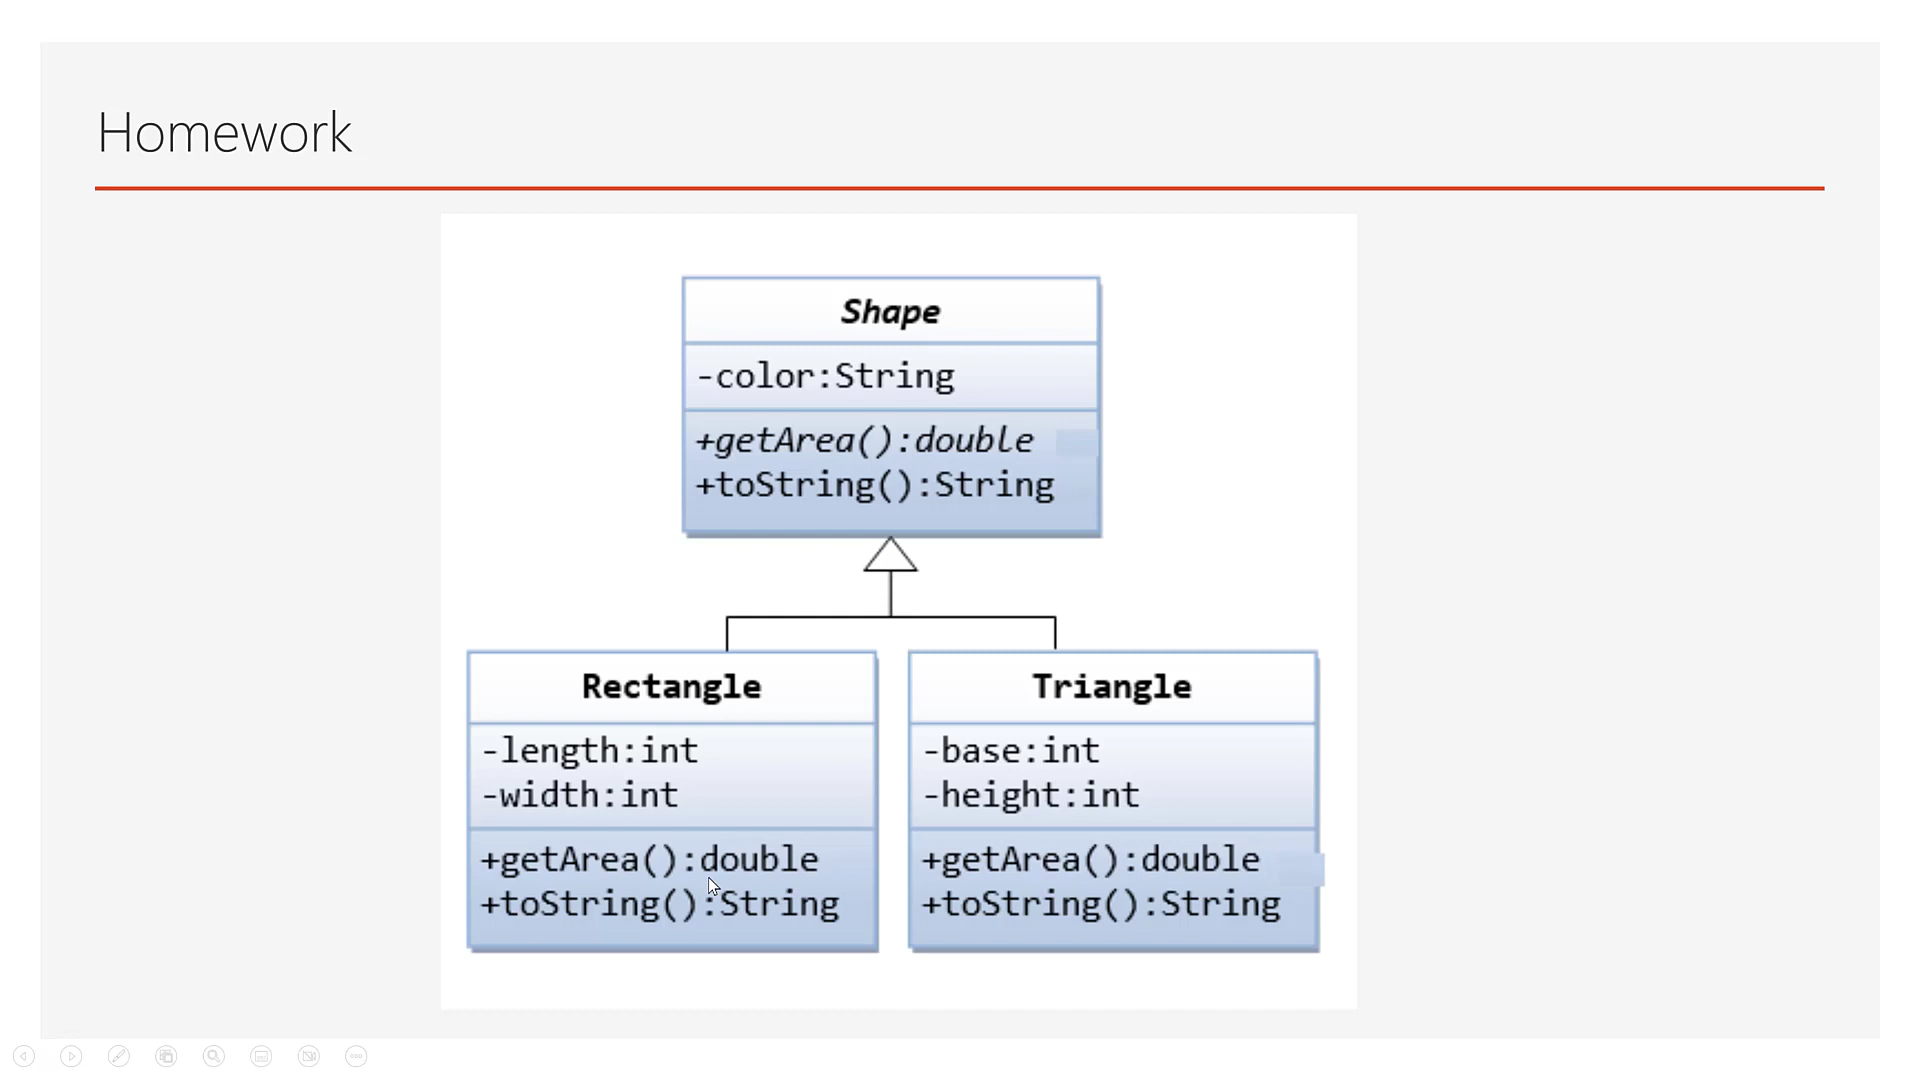 Homework
Shape
-color:String
+getArea():double
+toString():String
Rectangle
-length:int
-width:int
+getArea():double
+toString():String
Triangle
-base:int
-height:int
+getArea():double
+toString():String